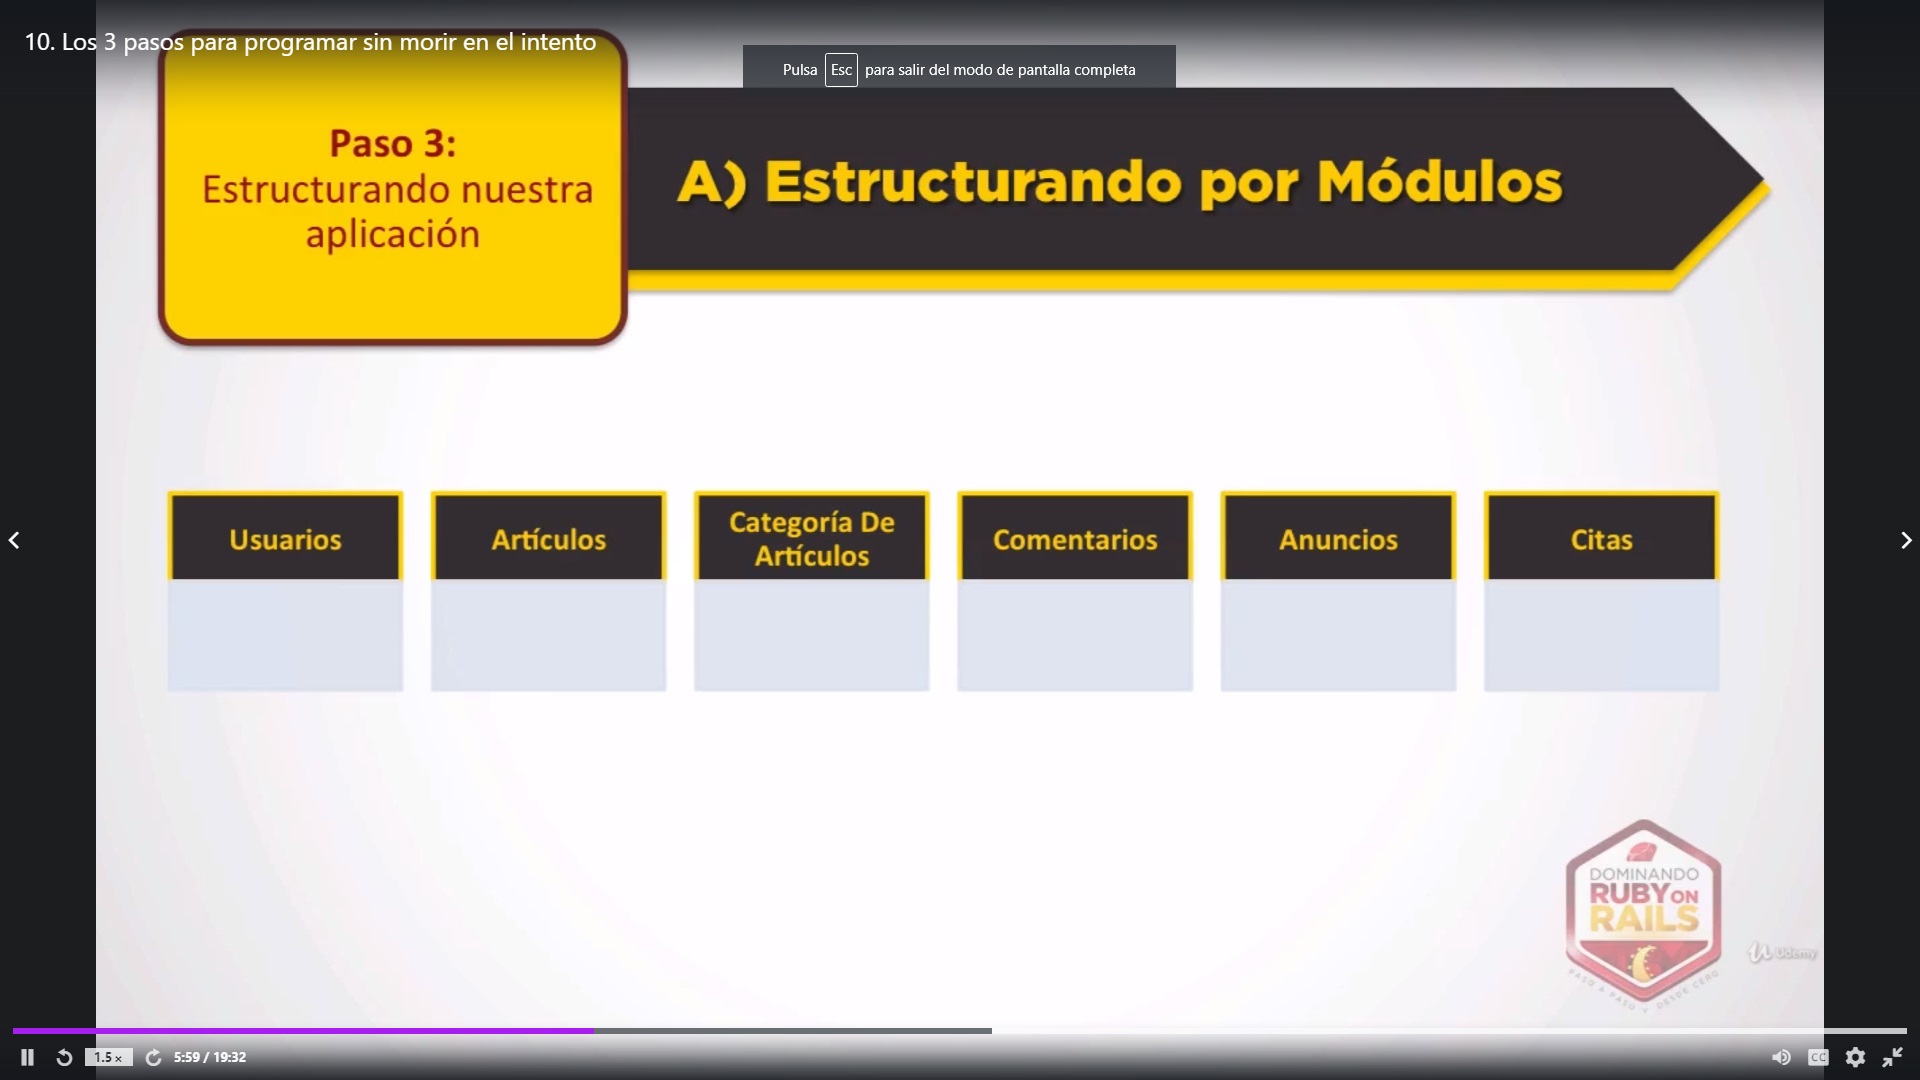 10. Los 3 pasos para programar sin morir en el intento
Pulsa Esc para salir del modo de pantalla completa
Paso 3:
Estructurando nuestra
aplicación
A) Estructurando por Módulos
Usuarios
Artículos
Categoría De
Artículos
Comentarios
Anuncios
Citas
DOMINANDO
RUBY ON
RAILS
PASO A PASO Y DESDE CERO
Udemy
1.5x
5:59 / 19:32
CC